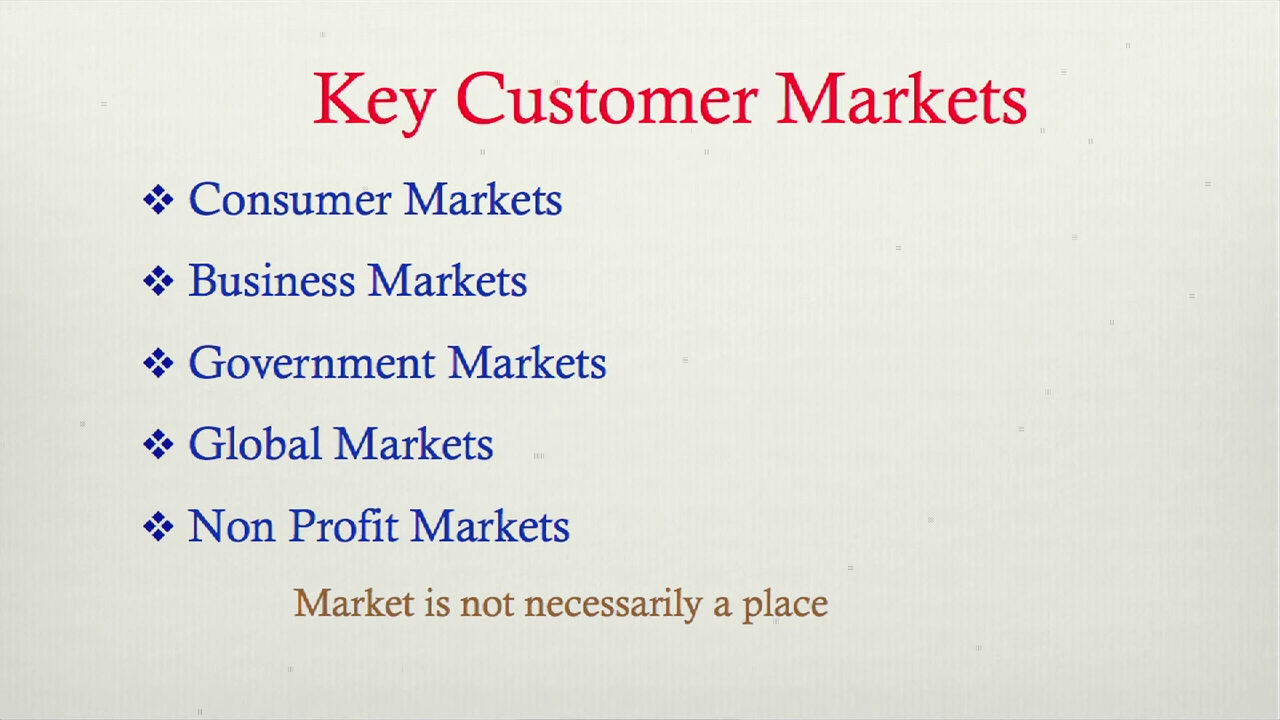 Key Customer Markets
❖ Consumer Markets
❖ Business Markets
❖ Government Markets
❖ Global Markets
❖ Non Profit Markets
Market is not necessarily a place